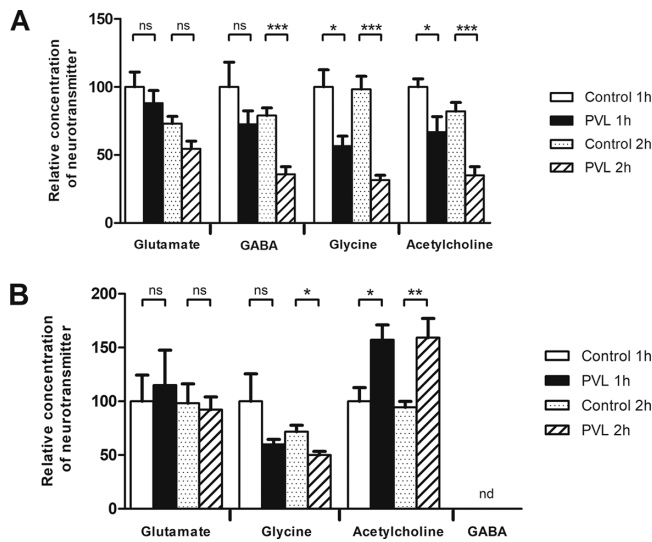 A
Relative concentration
of neurotransmitter
150
100
50
0
ns ns ns *** * *** * ***
Glutamate GABA Glycine Acetylcholine
Control 1h
PVL 1h
Control 2h
PVL 2h
B
Relative concentration
of neurotransmitter
200
150
100
50
0
ns ns ns * * ** nd
Glutamate Glycine Acetylcholine GABA
Control 1h
PVL 1h
Control 2h
PVL 2h